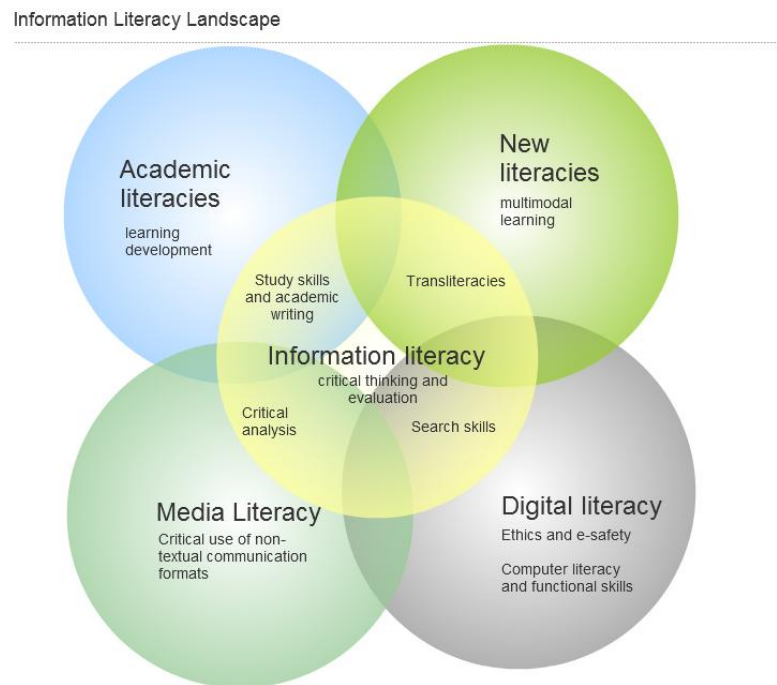 Information Literacy Landscape
Academic
literacies
learning
development
New
literacies
multimodal
learning
Study skills
and academic
writing
Transliteracies
Information literacy
critical thinking and
evaluation
Critical
analysis
Search skills
Media Literacy
Critical use of non-
textual communication
formats
Digital literacy
Ethics and e-safety
Computer literacy
and functional skills